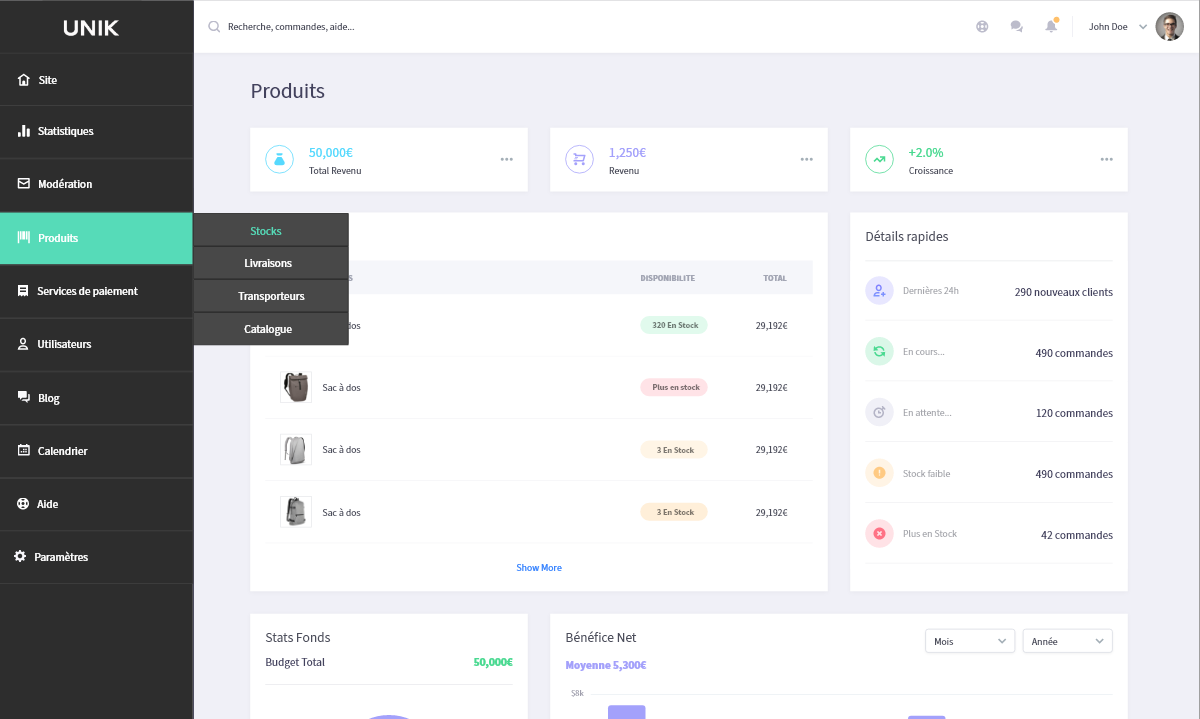 UNIK
Recherche, commandes, aide...
John Doe
Site
Statistiques
Modération
Produits
Services de paiement
Utilisateurs
Blog
Calendrier
Aide
Paramètres
Stocks
Livraisons
Transporteurs
Catalogue
Produits
50,000€
Total Revenu
1,250€
Revenu
+2.0%
Croissance
S DISPONIBILITE TOTAL
dos 320 En Stock 29,192€
Sac à dos Plus en stock 29,192€
Sac à dos 3 En Stock 29,192€
Sac à dos 3 En Stock 29,192€
Show More
Détails rapides
Dernières 24h 290 nouveaux clients
En cours... 490 commandes
En attente... 120 commandes
Stock faible 490 commandes
Plus en Stock 42 commandes
Stats Fonds
Budget Total 50,000€
Bénéfice Net
Moyenne 5,300€
Mois
Année
58k